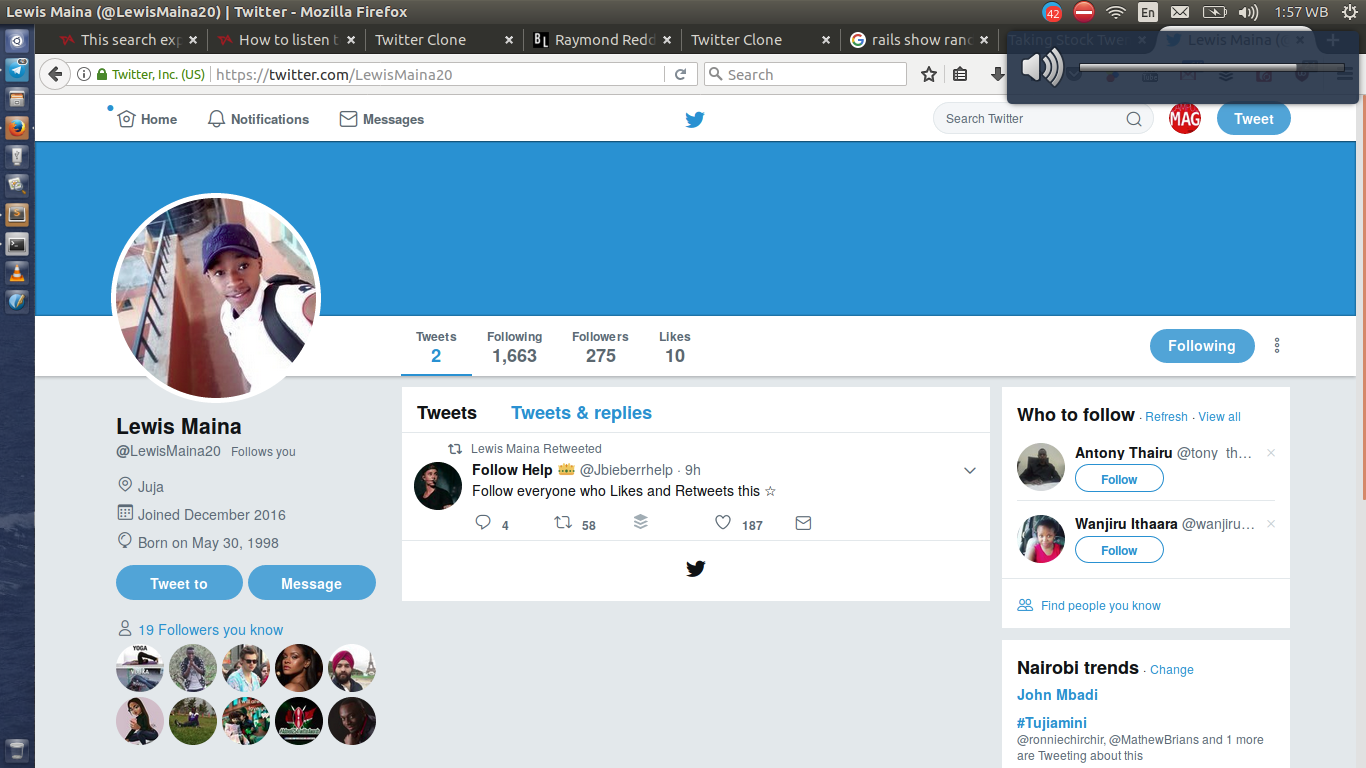 Lewis Maina (@LewisMaina20) | Twitter - Mozilla Firefox
42 En 1:57 WB
This search exp × How to listen t × Twitter Clone × BL Raymond Redd × Twitter Clone × G rails show rand × Taking Stock Twe × Lewis Maina (@ × +
Twitter, Inc. (US) https://twitter.com/LewisMaina20 Search
Home Notifications Messages Search Twitter MAG Tweet
Tweets Following Followers Likes
2 1,663 275 10 Following
Lewis Maina
@LewisMaina20 Follows you
Juja
Joined December 2016
Born on May 30, 1998
Tweet to Message
19 Followers you know
YOGA
Tweets Tweets & replies
Lewis Maina Retweeted
Follow Help @Jbieberrhelp · 9h
Follow everyone who Likes and Retweets this ☆
4 58 187
Who to follow · Refresh · View all
Antony Thairu @tony_th... ×
Follow
Wanjiru Ithaara @wanjiru... ×
Follow
Find people you know
Nairobi trends · Change
John Mbadi
#Tujiamini
@ronniechirchir, @MathewBrians and 1 more
are Tweeting about this